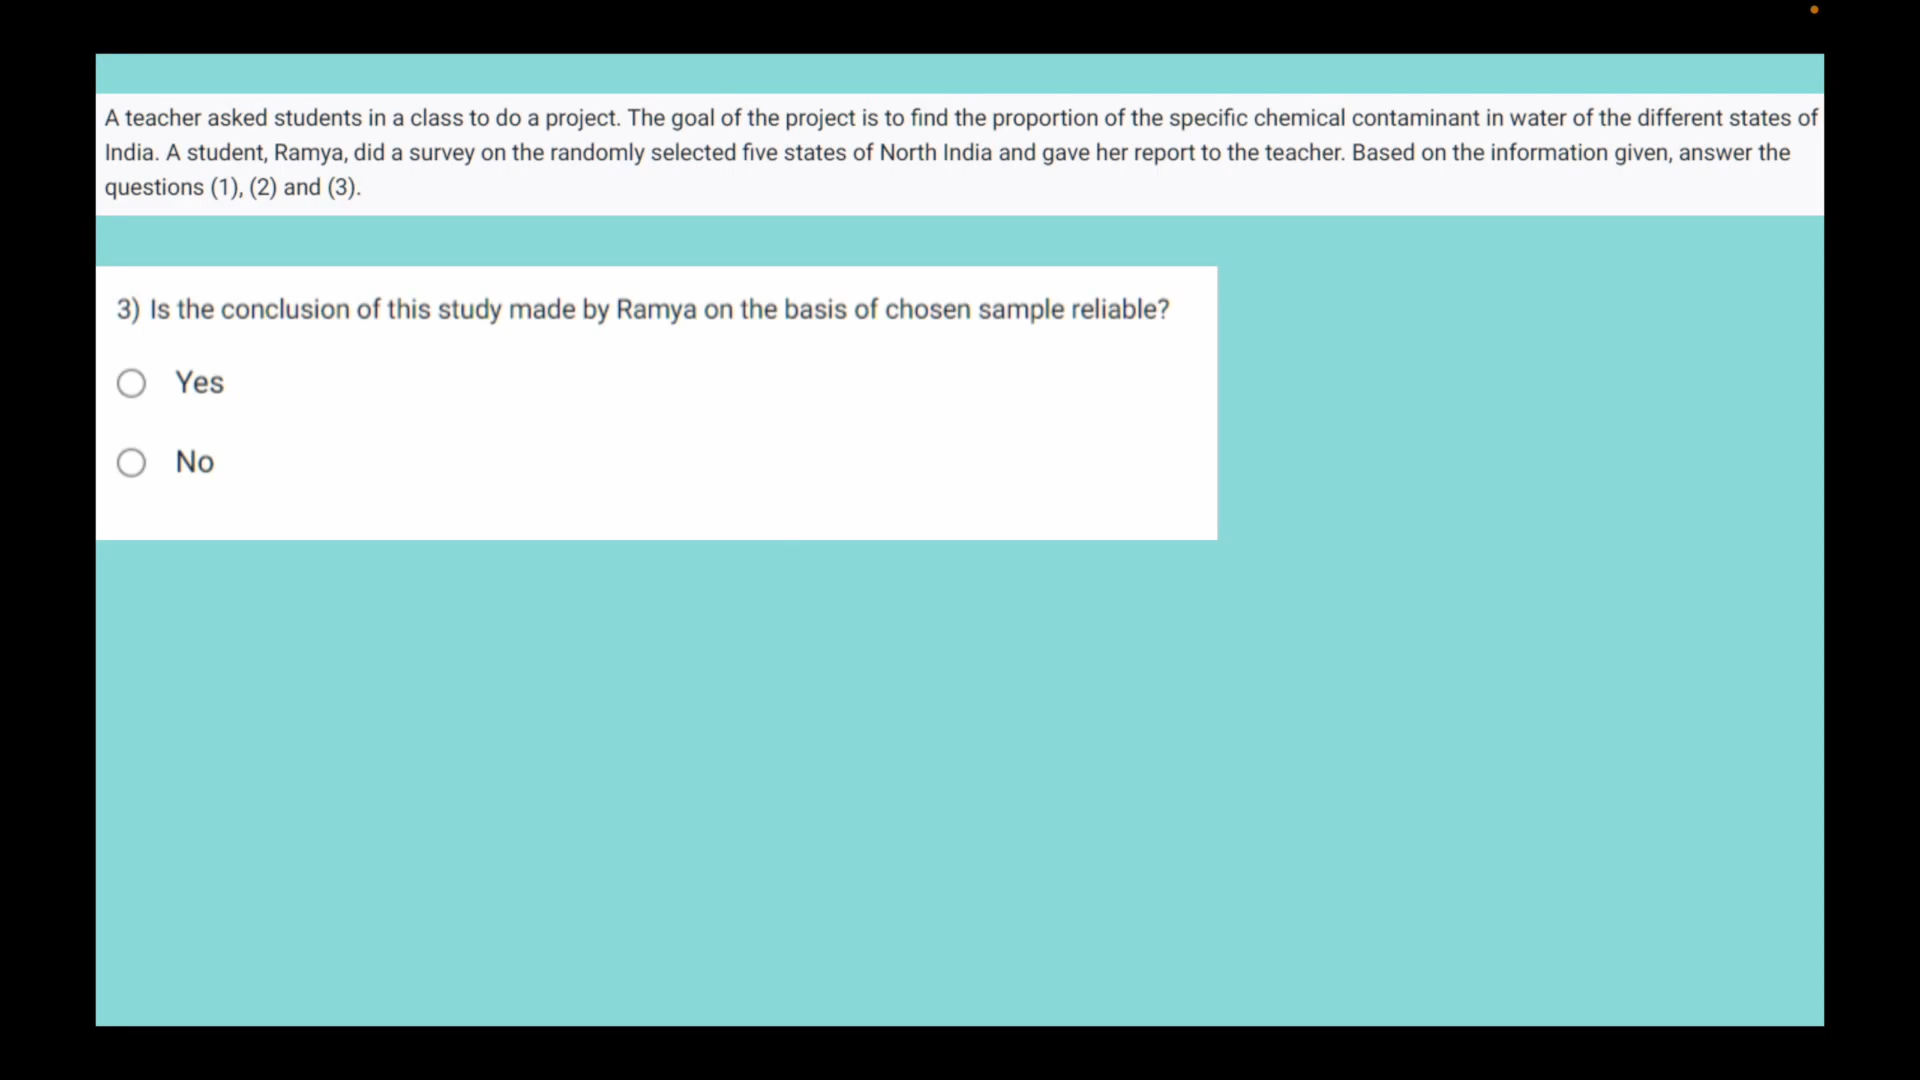 A teacher asked students in a class to do a project. The goal of the project is to find the proportion of the specific chemical contaminant in water of the different states of
India. A student, Ramya, did a survey on the randomly selected five states of North India and gave her report to the teacher. Based on the information given, answer the
questions (1), (2) and (3).
3) Is the conclusion of this study made by Ramya on the basis of chosen sample reliable?
Yes
No